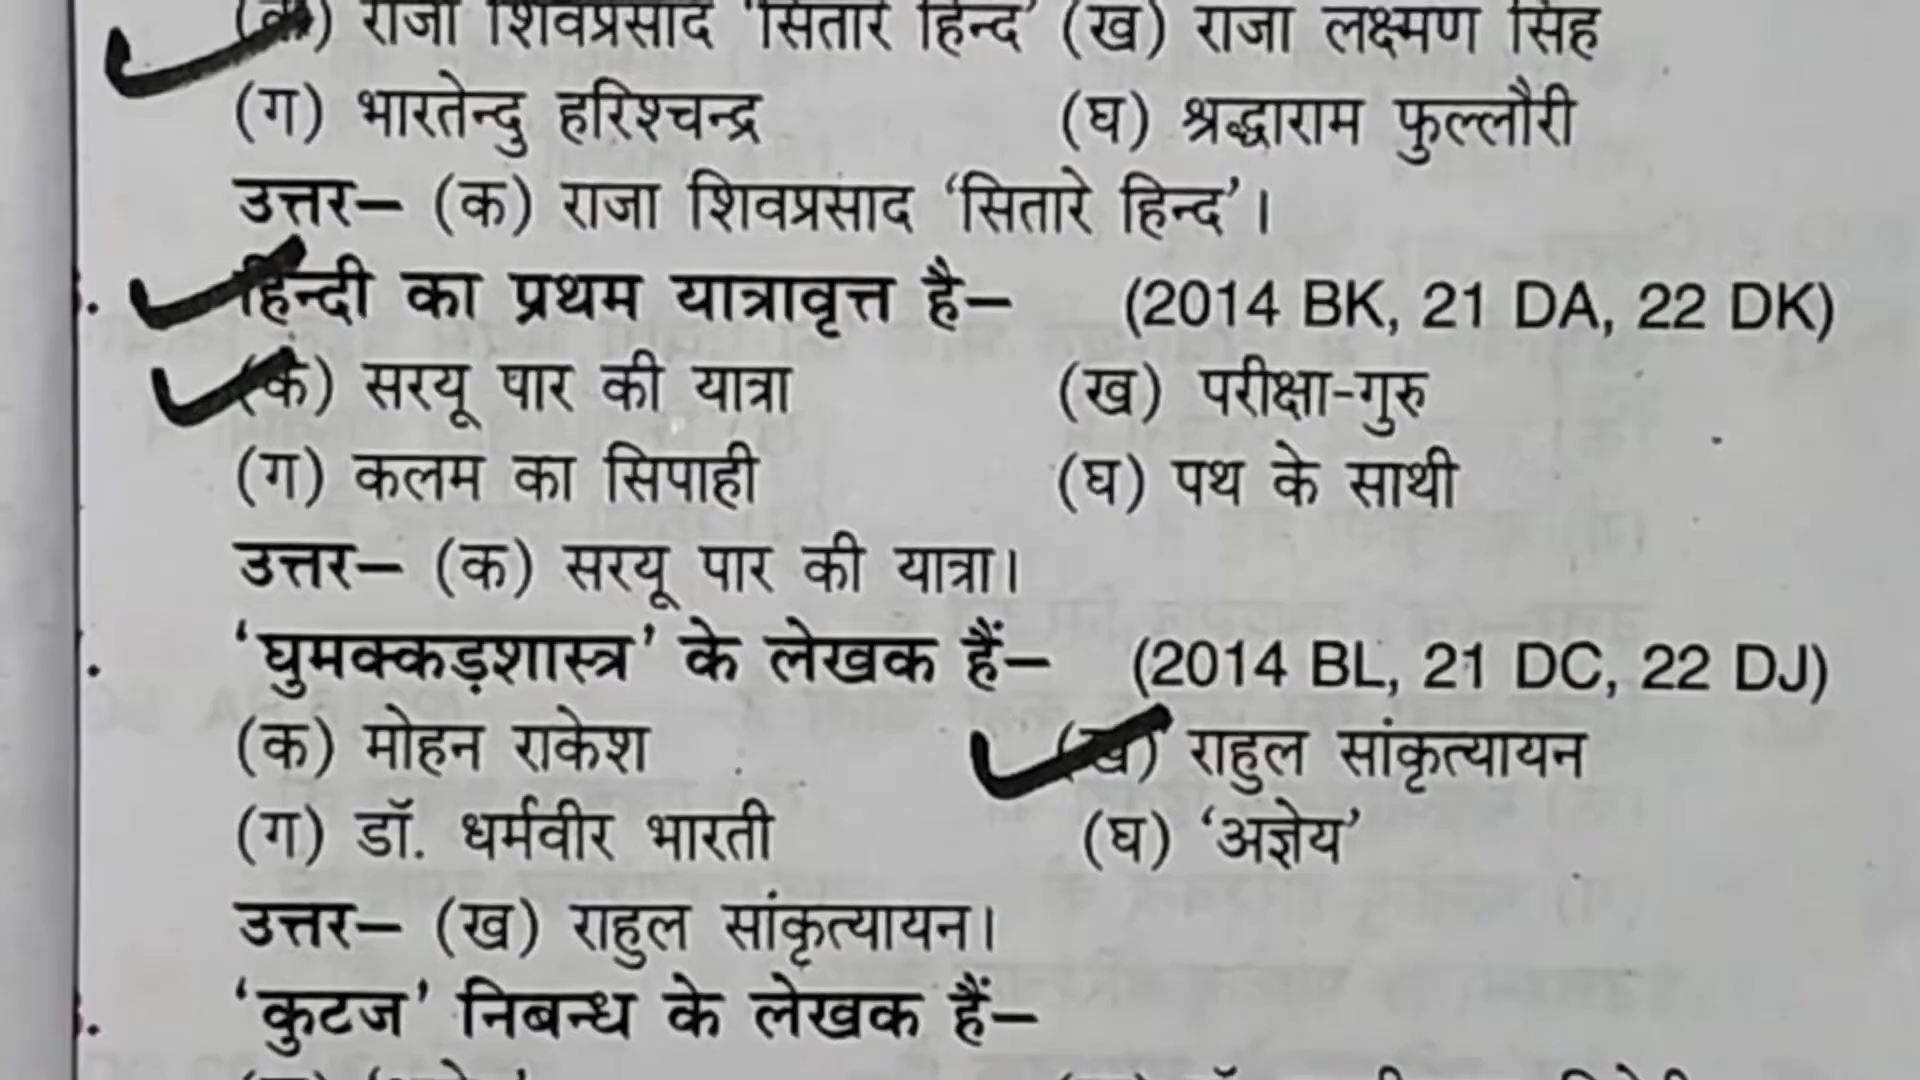 (क) राजा शिवप्रसाद 'सितारे हिन्द' (ख) राजा लक्ष्मण सिंह
(ग) भारतेन्दु हरिश्चन्द्र (घ) श्रद्धाराम फुल्लौरी
उत्तर– (क) राजा शिवप्रसाद ‘सितारे हिन्द’।
हिन्दी का प्रथम यात्रावृत्त है– (2014 BK, 21 DA, 22 DK)
(क) सरयू पार की यात्रा (ख) परीक्षा-गुरु
(ग) कलम का सिपाही (घ) पथ के साथी
उत्तर– (क) सरयू पार की यात्रा।
‘घुमक्कड़शास्त्र’ के लेखक हैं– (2014 BL, 21 DC, 22 DJ)
(क) मोहन राकेश (ख) राहुल सांकृत्यायन
(ग) डॉ. धर्मवीर भारती (घ) ‘अज्ञेय’
उत्तर– (ख) राहुल सांकृत्यायन।
‘कुटज’ निबन्ध के लेखक हैं–